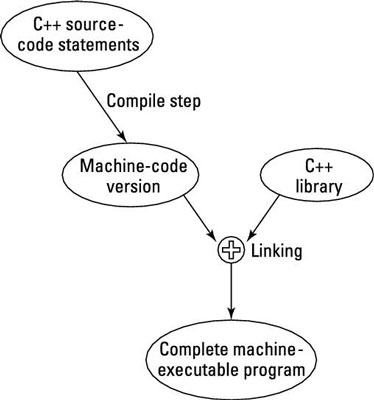 C++ source-
code statements
Compile step
Machine-code
version
C++
library
Linking
Complete machine-
executable program